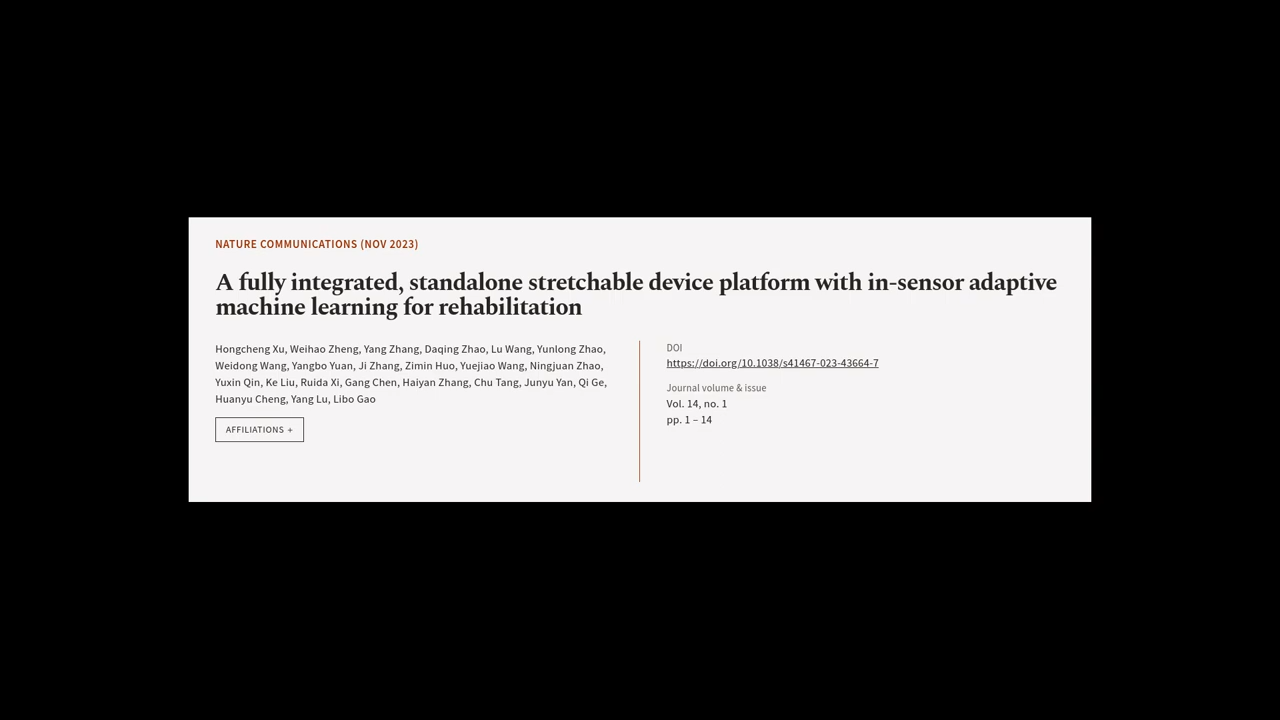 NATURE COMMUNICATIONS (NOV 2023)
A fully integrated, standalone stretchable device platform with in-sensor adaptive
machine learning for rehabilitation
Hongcheng Xu, Weihao Zheng, Yang Zhang, Daqing Zhao, Lu Wang, Yunlong Zhao,
Weidong Wang, Yangbo Yuan, Ji Zhang, Zimin Huo, Yuejiao Wang, Ningjuan Zhao,
Yuxin Qin, Ke Liu, Ruida Xi, Gang Chen, Haiyan Zhang, Chu Tang, Junyu Yan, Qi Ge,
Huanyu Cheng, Yang Lu, Libo Gao
AFFILIATIONS +
DOI
https://doi.org/10.1038/s41467-023-43664-7
Journal volume & issue
Vol. 14, no. 1
pp. 1 – 14